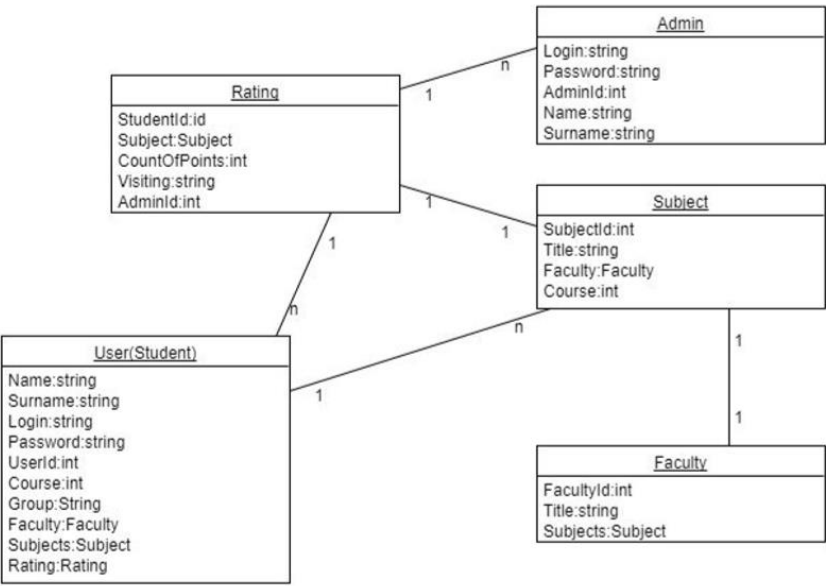 Admin
Login:string
Password:string
AdminId:int
Name:string
Surname:string
n
1
Rating
StudentId:id
Subject:Subject
CountOfPoints:int
Visiting:string
AdminId:int
1
1
Subject
SubjectId:int
Title:string
Faculty:Faculty
Course:int
1
n
n
1
1
1
User(Student)
Name:string
Surname:string
Login:string
Password:string
UserId:int
Course:int
Group:String
Faculty:Faculty
Subjects:Subject
Rating:Rating
Faculty
FacultyId:int
Title:string
Subjects:Subject